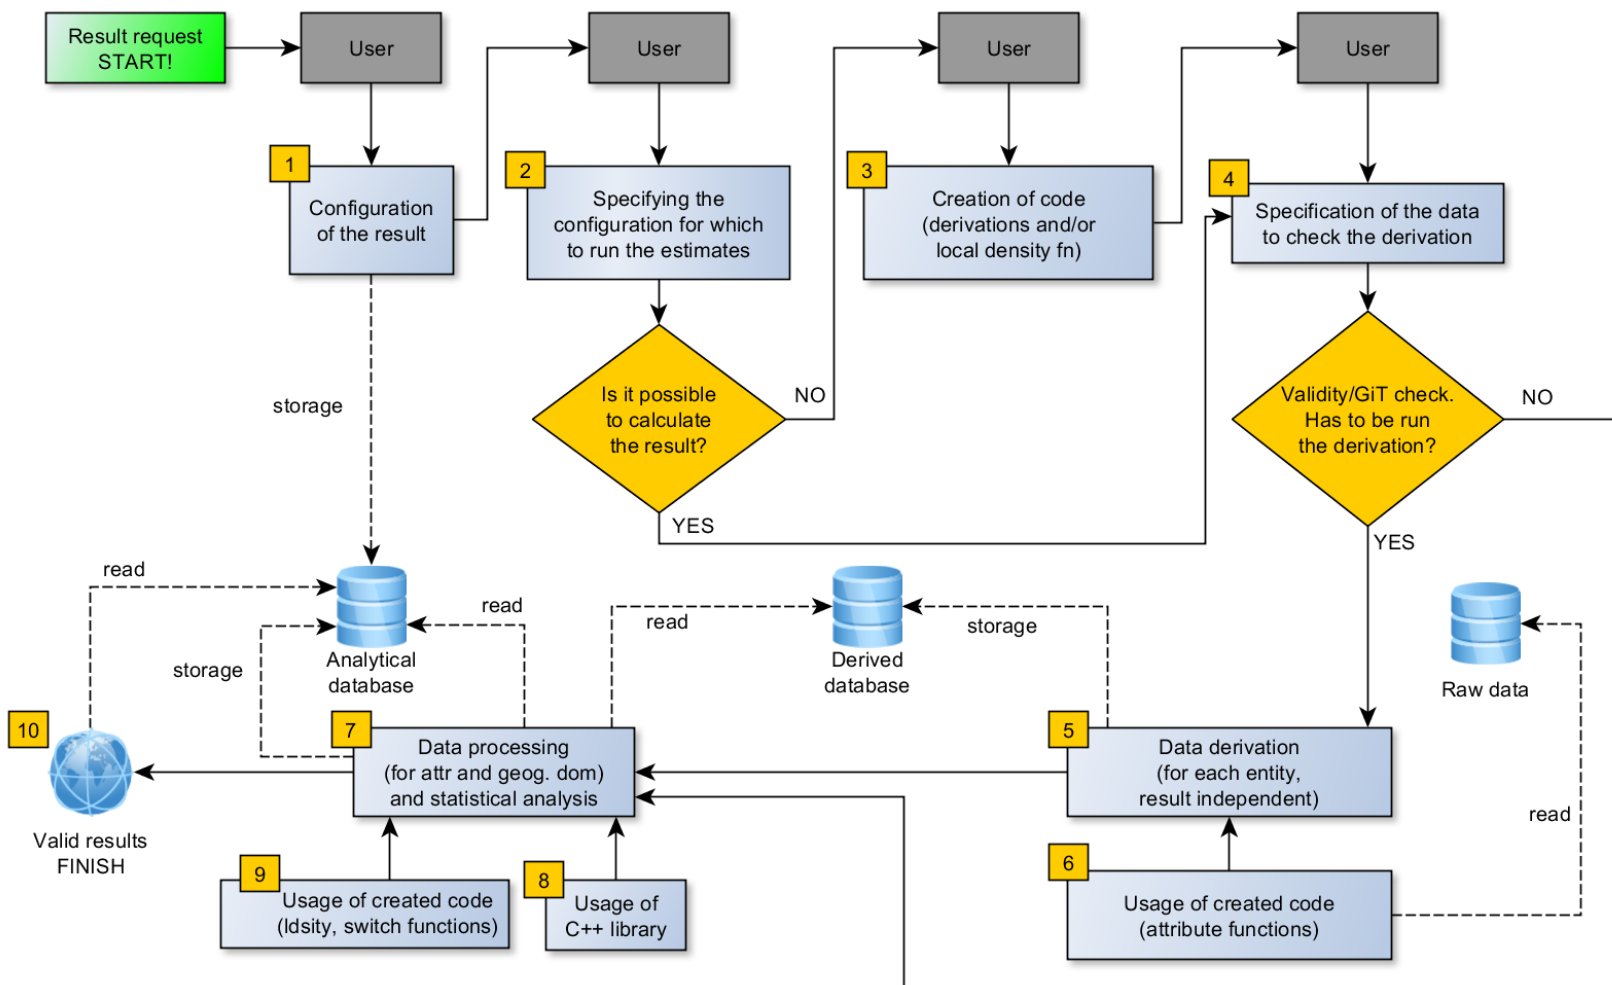 Result request
START!
User
User
User
User
1
Configuration
of the result
2
Specifying the
configuration for which
to run the estimates
3
Creation of code
(derivations and/or
local density fn)
4
Specification of the data
to check the derivation
storage
Is it possible
to calculate
the result?
NO
YES
Validity/GiT check.
Has to be run
the derivation?
NO
YES
read
read
storage
Analytical
database
read
storage
Derived
database
Raw data
10
Valid results
FINISH
7
Data processing
(for attr and geog. dom)
and statistical analysis
5
Data derivation
(for each entity,
result independent)
read
9
Usage of created code
(ldsity, switch functions)
8
Usage of
C++ library
6
Usage of created code
(attribute functions)